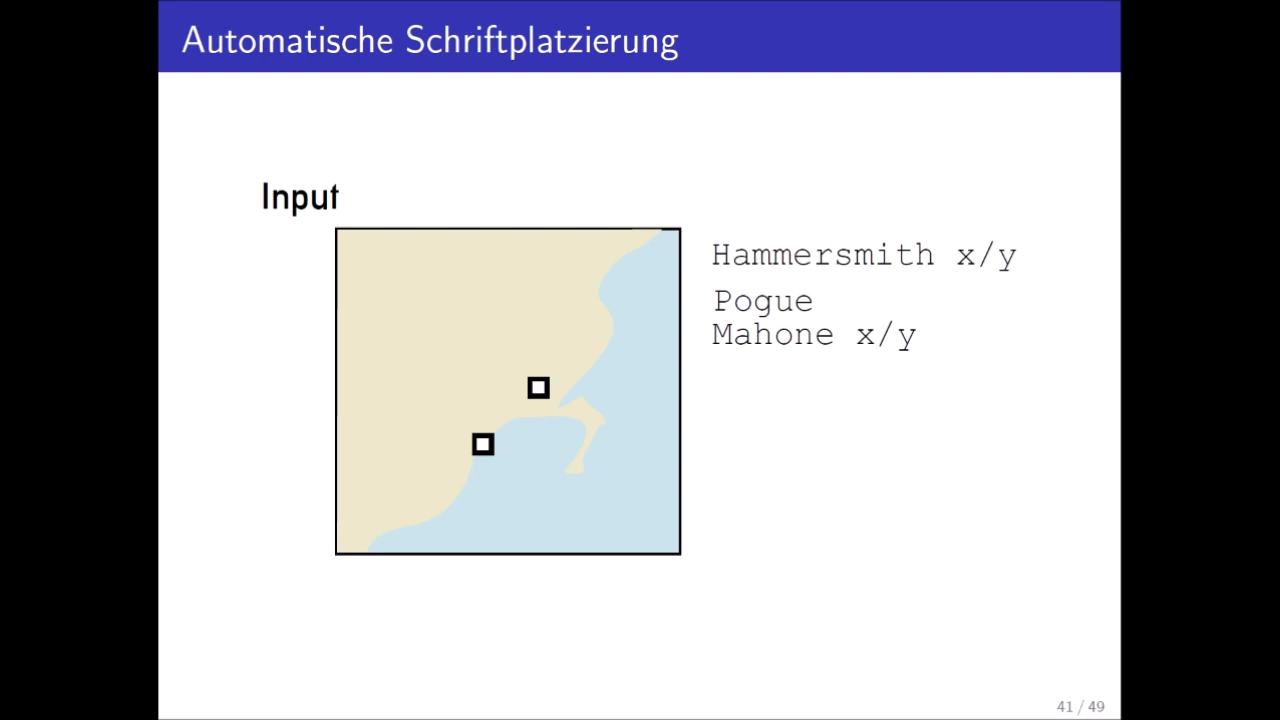 Automatische Schriftplatzierung
Input
Hammersmith x/y
Pogue
Mahone x/y
41 / 49